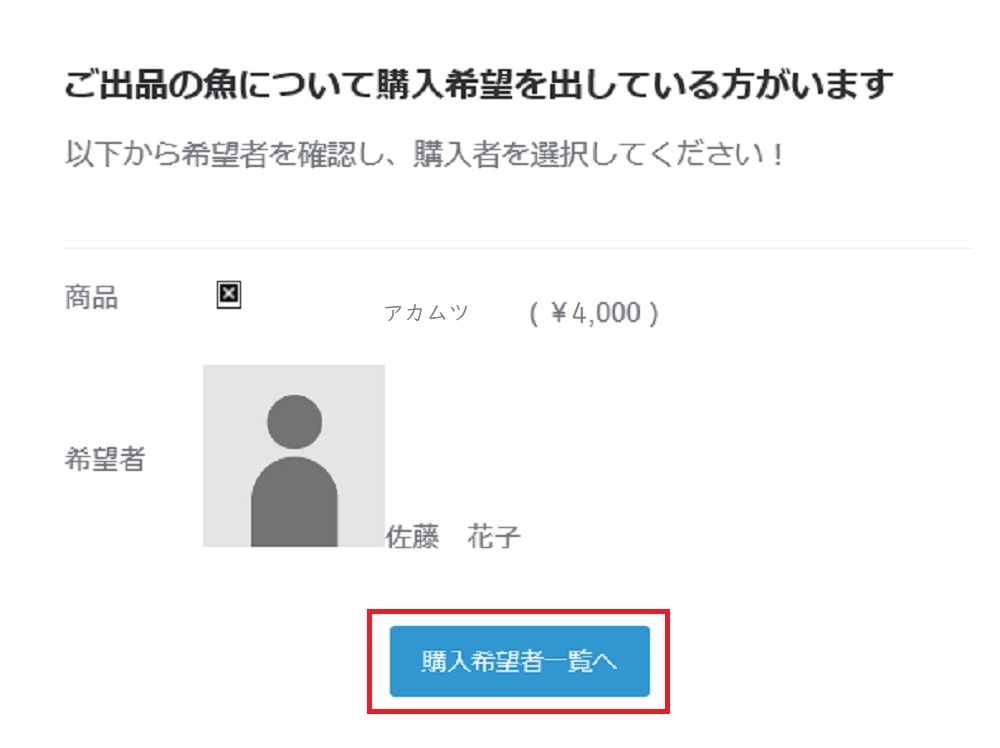 ご出品の魚について購入希望を出している方がいます
以下から希望者を確認し、購入者を選択してください！
商品 アカムツ ( ¥4,000 )
希望者 佐藤　花子
購入希望者一覧へ